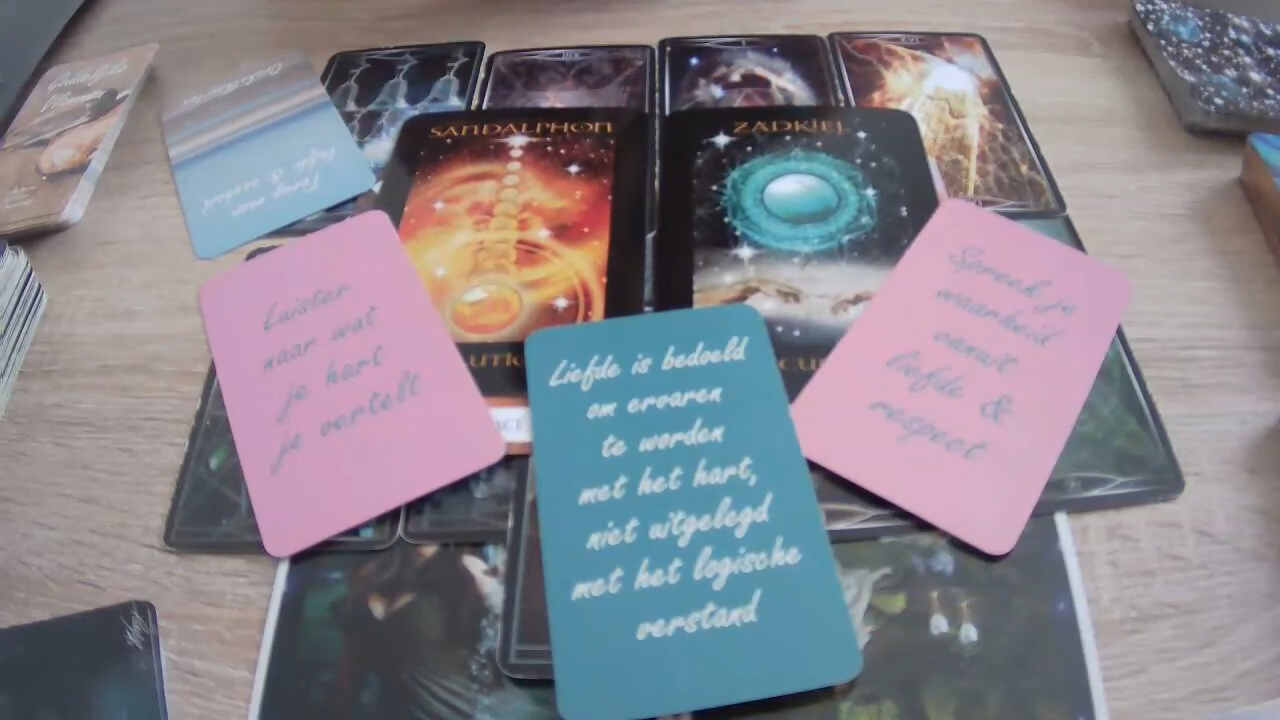 XVI
SANDALPHON
ZADKIEL
Luister
naar wat
je hart
je vertelt
Liefde is bedoeld
om ervaren
te worden
met het hart,
niet uitgelegd
met het logische
verstand
Spreek je
waarheid
vanuit
liefde &
respect